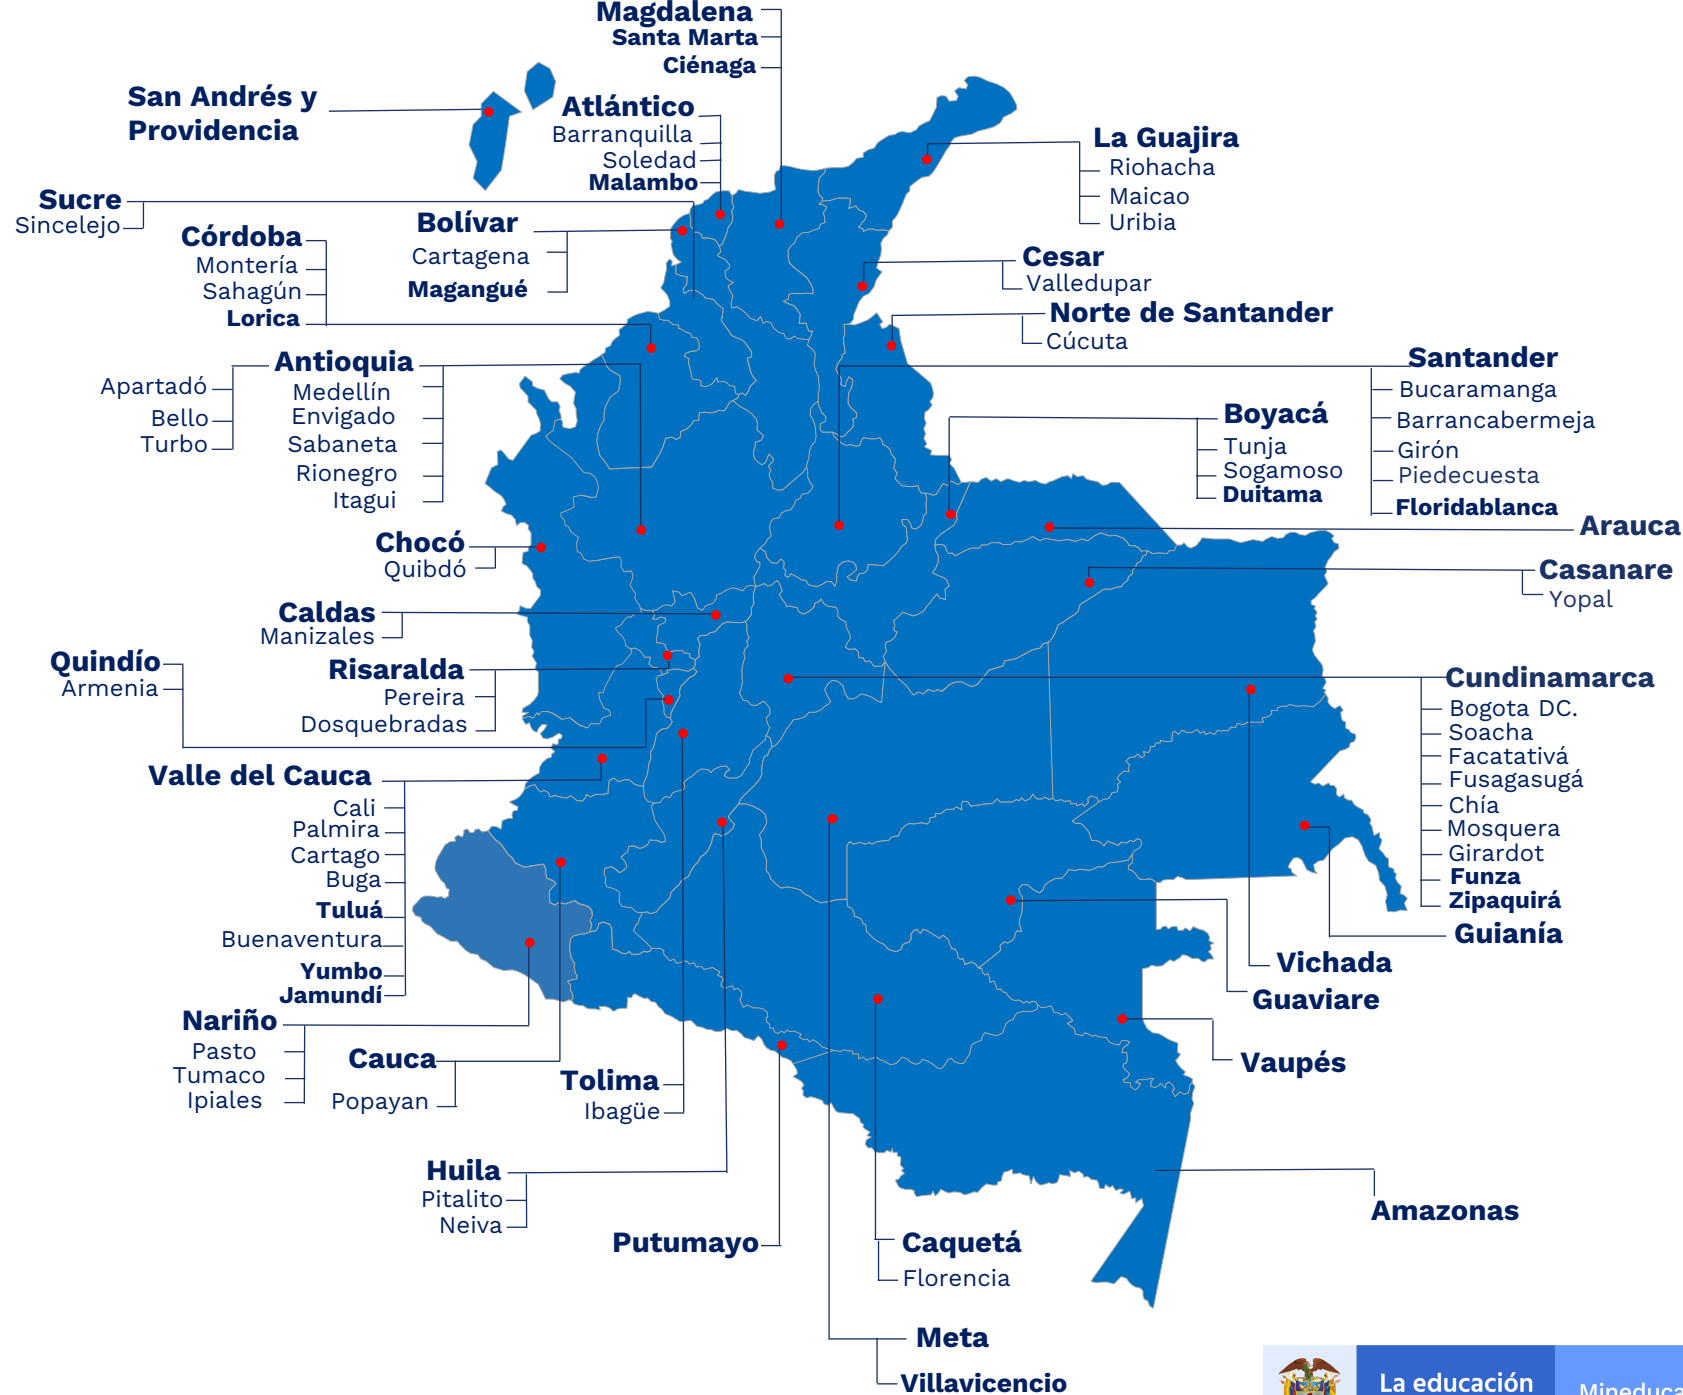 Magdalena
Santa Marta
Ciénaga
San Andrés y
Providencia
Atlántico
Barranquilla
Soledad
Malambo
La Guajira
Riohacha
Maicao
Uribia
Sucre
Sincelejo
Bolívar
Cartagena
Magangué
Córdoba
Montería
Sahagún
Lorica
Cesar
Valledupar
Norte de Santander
Cúcuta
Antioquia
Apartadó
Bello
Turbo
Medellín
Envigado
Sabaneta
Rionegro
Itagui
Santander
Bucaramanga
Barrancabermeja
Girón
Piedecuesta
Floridablanca
Boyacá
Tunja
Sogamoso
Duitama
Arauca
Chocó
Quibdó
Casanare
Yopal
Caldas
Manizales
Quindío
Armenia
Risaralda
Pereira
Dosquebradas
Cundinamarca
Bogota DC.
Soacha
Facatativá
Fusagasugá
Chía
Mosquera
Girardot
Funza
Zipaquirá
Valle del Cauca
Cali
Palmira
Cartago
Buga
Tuluá
Buenaventura
Yumbo
Jamundí
Guianía
Vichada
Guaviare
Nariño
Pasto
Tumaco
Ipiales
Cauca
Popayan
Tolima
Ibagüe
Vaupés
Huila
Pitalito
Neiva
Amazonas
Putumayo
Caquetá
Florencia
Meta
Villavicencio
La educación